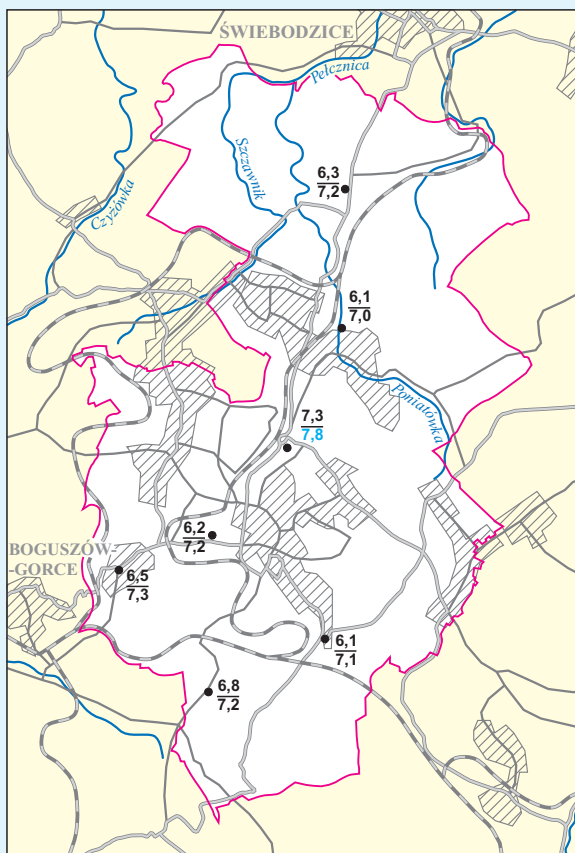 ŚWIEBODZICE
Pełcznica
Szczawnik
Czyżówka
6,3
7,2
6,1
7,0
Poniatówka
7,3
7,8
6,2
7,2
BOGUSZÓW-
-GORCE
6,5
7,3
6,1
7,1
6,8
7,2